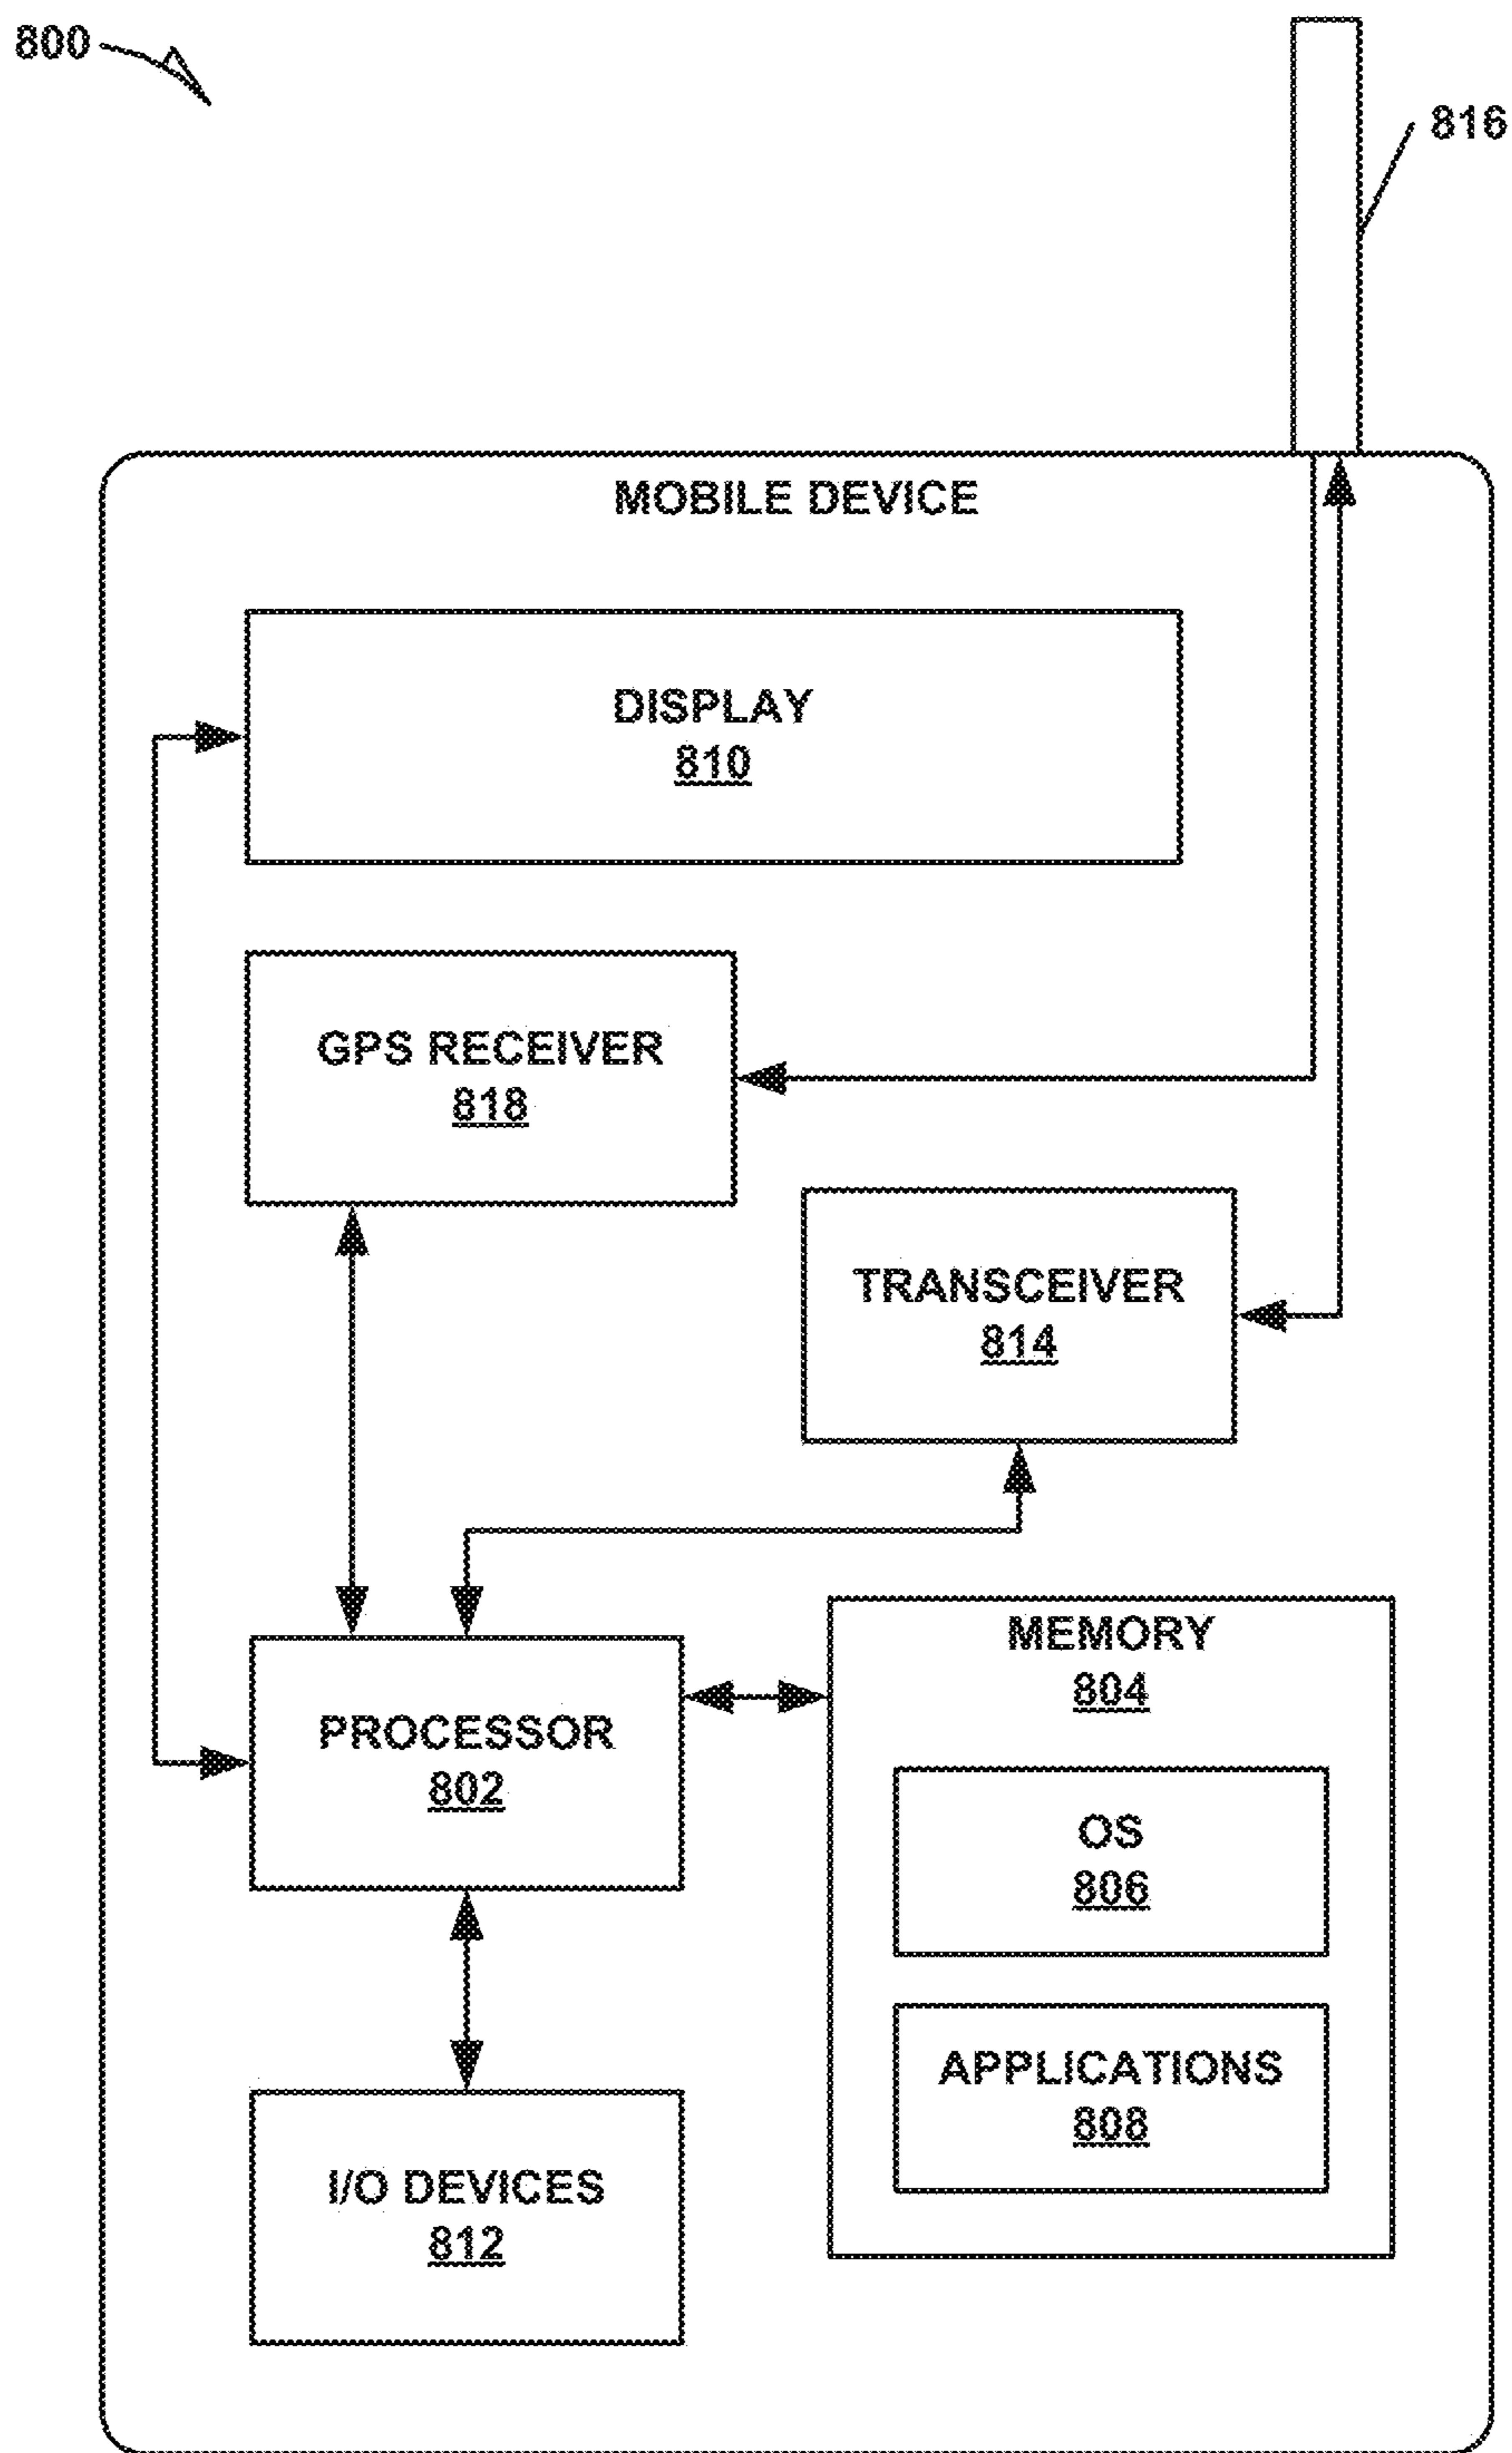 800
816
MOBILE DEVICE
DISPLAY
810
GPS RECEIVER
818
TRANSCEIVER
814
MEMORY
804
PROCESSOR
802
OS
806
APPLICATIONS
808
I/O DEVICES
812